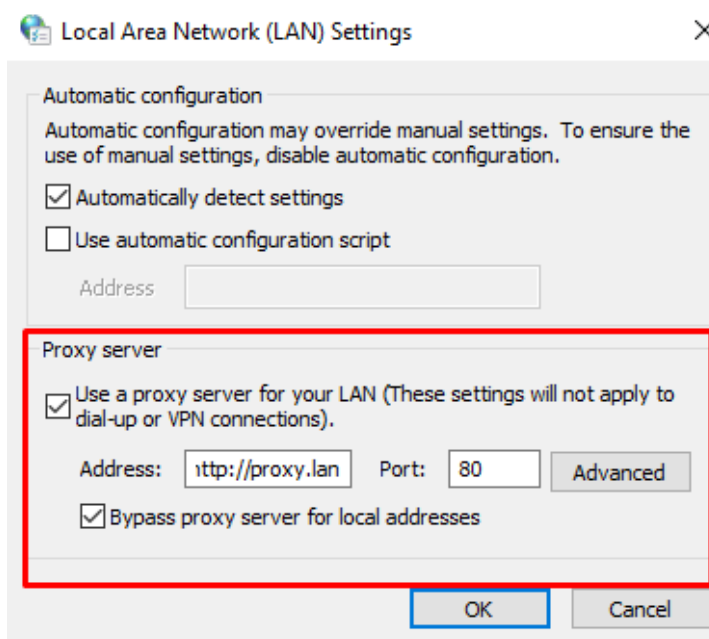 Local Area Network (LAN) Settings
Automatic configuration
Automatic configuration may override manual settings. To ensure the
use of manual settings, disable automatic configuration.
Automatically detect settings
Use automatic configuration script
Address
Proxy server
Use a proxy server for your LAN (These settings will not apply to
dial-up or VPN connections).
Address: ttp://proxy.lan Port: 80 Advanced
Bypass proxy server for local addresses
OK Cancel